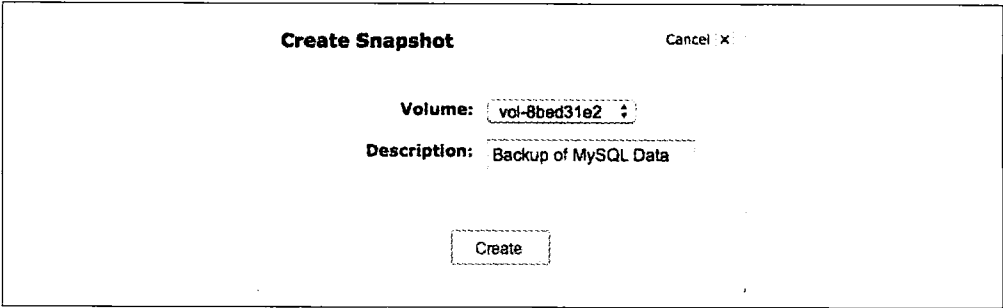 Create Snapshot Cancel ×
Volume: vol-8bed31e2
Description: Backup of MySQL Data
Create